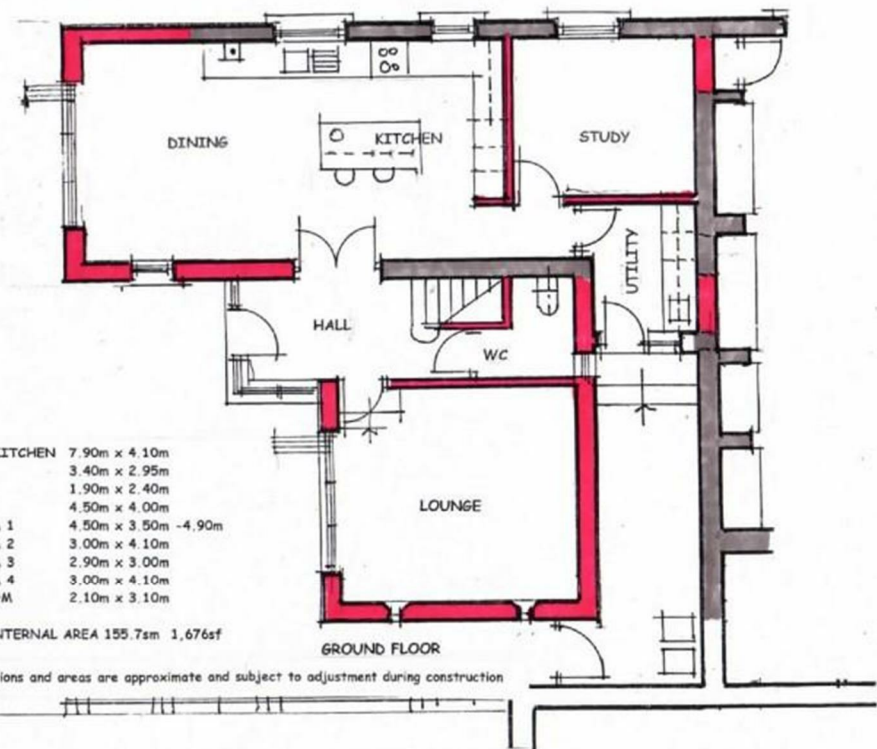 DINING
KITCHEN
STUDY
UTILITY
HALL
WC
LOUNGE
ITCHEN 7.90m x 4.10m
3.40m x 2.95m
1.90m x 2.40m
4.50m x 4.00m
1 4.50m x 3.50m -4.90m
2 3.00m x 4.10m
3 2.90m x 3.00m
4 3.00m x 4.10m
M 2.10m x 3.10m
NTERNAL AREA 155.7sm 1,676sf
GROUND FLOOR
ions and areas are approximate and subject to adjustment during construction